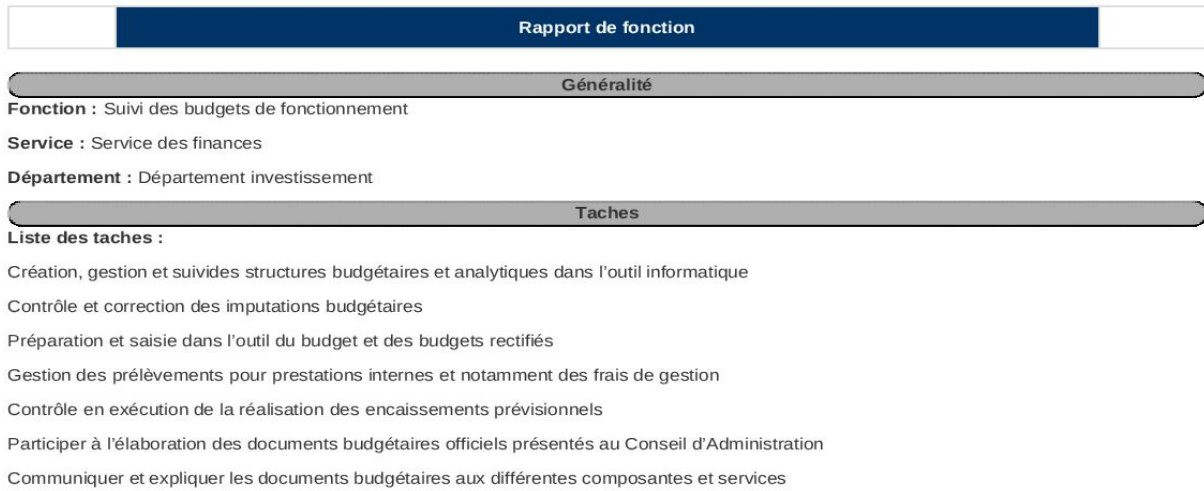 Rapport de fonction
Généralité
Fonction : Suivi des budgets de fonctionnement
Service : Service des finances
Département : Département investissement
Taches
Liste des taches :
Création, gestion et suivides structures budgétaires et analytiques dans l’outil informatique
Contrôle et correction des imputations budgétaires
Préparation et saisie dans l’outil du budget et des budgets rectifiés
Gestion des prélèvements pour prestations internes et notamment des frais de gestion
Contrôle en exécution de la réalisation des encaissements prévisionnels
Participer à l’élaboration des documents budgétaires officiels présentés au Conseil d’Administration
Communiquer et expliquer les documents budgétaires aux différentes composantes et services